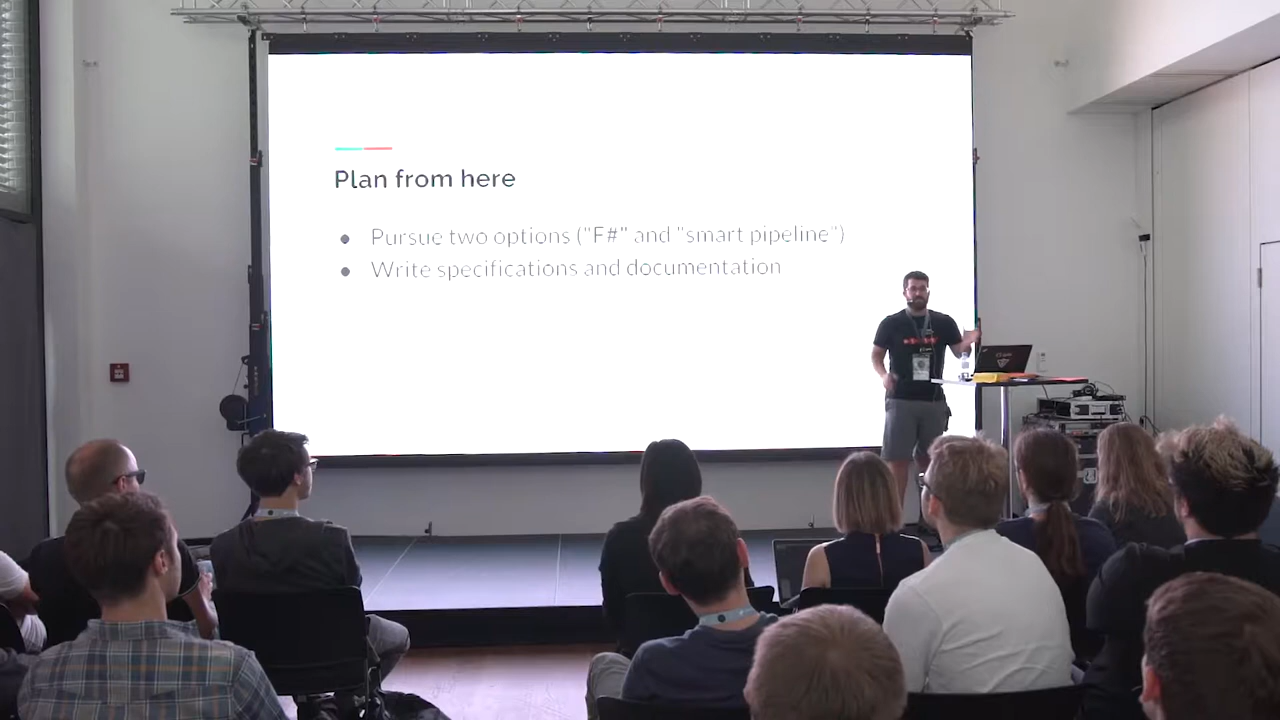 Plan from here
● Pursue two options ("F#" and "smart pipeline")
● Write specifications and documentation